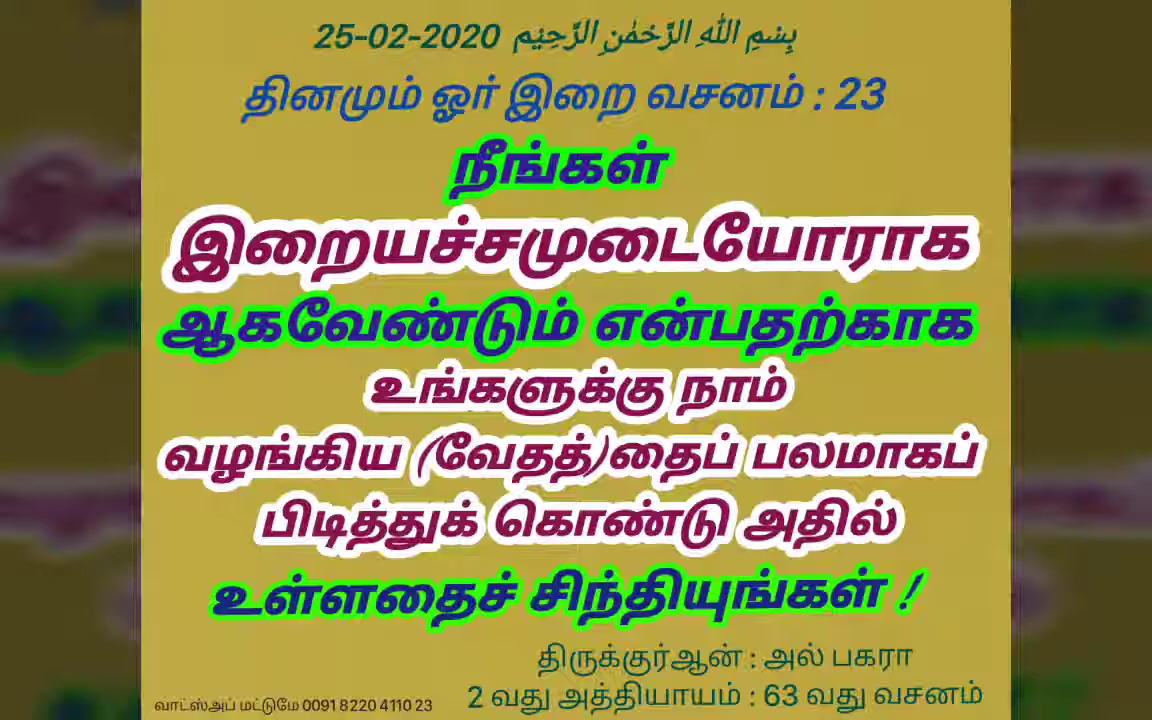 25-02-2020 بِسْمِ اللّٰهِ الرَّحْمٰنِ الرَّحِيْمِ
தினமும் ஓர் இறை வசனம் : 23
நீங்கள்
இறையச்சமுடையோராக
ஆகவேண்டும் என்பதற்காக
உங்களுக்கு நாம்
வழங்கிய (வேதத்)தைப் பலமாகப்
பிடித்துக் கொண்டு அதில்
உள்ளதைச் சிந்தியுங்கள் !
திருக்குர்ஆன் : அல் பகரா
2 வது அத்தியாயம் : 63 வது வசனம்
வாட்ஸ்அப் மட்டுமே 0091 8220 4110 23